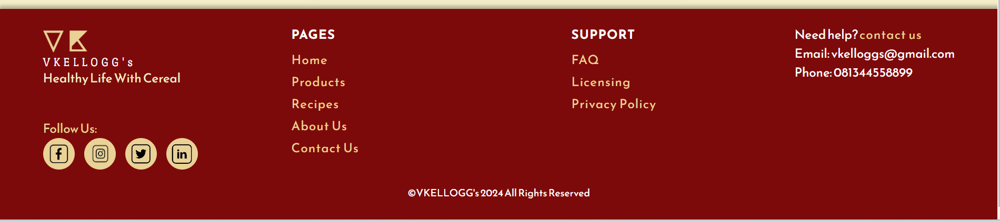 VK
VKELLOGG's
Healthy Life With Cereal
Follow Us:
PAGES
Home
Products
Recipes
About Us
Contact Us
SUPPORT
FAQ
Licensing
Privacy Policy
Need help? contact us
Email: vkelloggs@gmail.com
Phone: 081344558899
©VKELLOGG's 2024 All Rights Reserved